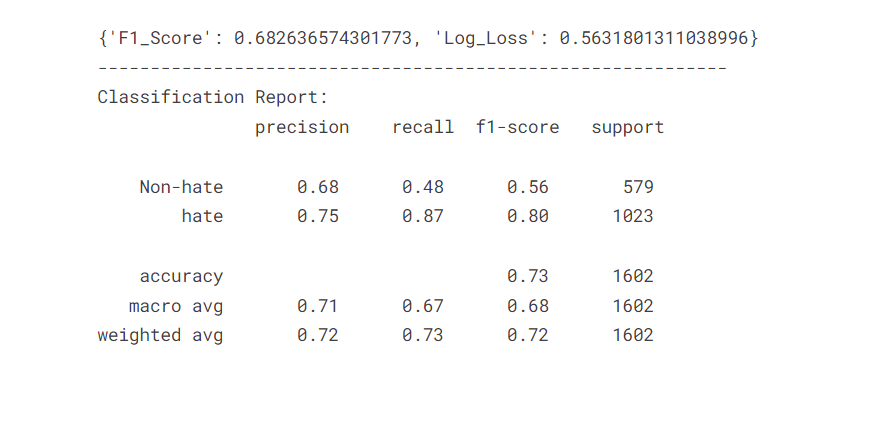 {'F1_Score': 0.682636574301773, 'Log_Loss': 0.5631801311038996}
------------------------------------------------------------
Classification Report:
precision recall f1-score support
Non-hate 0.68 0.48 0.56 579
hate 0.75 0.87 0.80 1023
accuracy 0.73 1602
macro avg 0.71 0.67 0.68 1602
weighted avg 0.72 0.73 0.72 1602